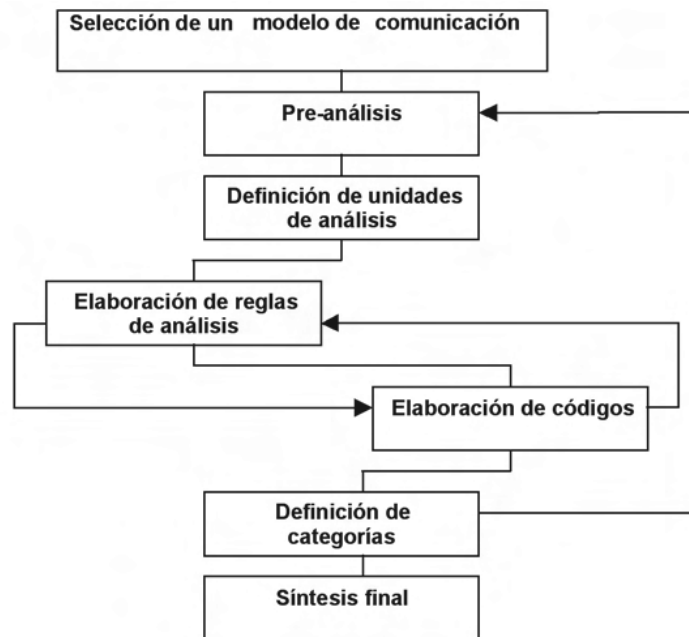 Selección de un modelo de comunicación
Pre-análisis
Definición de unidades
de análisis
Elaboración de reglas
de análisis
Elaboración de códigos
Definición de
categorías
Síntesis final